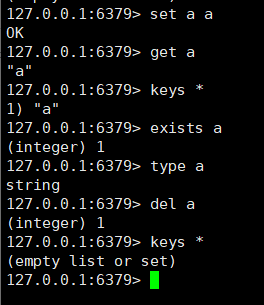 127.0.0.1:6379> set a a
OK
127.0.0.1:6379> get a
"a"
127.0.0.1:6379> keys *
1) "a"
127.0.0.1:6379> exists a
(integer) 1
127.0.0.1:6379> type a
string
127.0.0.1:6379> del a
(integer) 1
127.0.0.1:6379> keys *
(empty list or set)
127.0.0.1:6379>